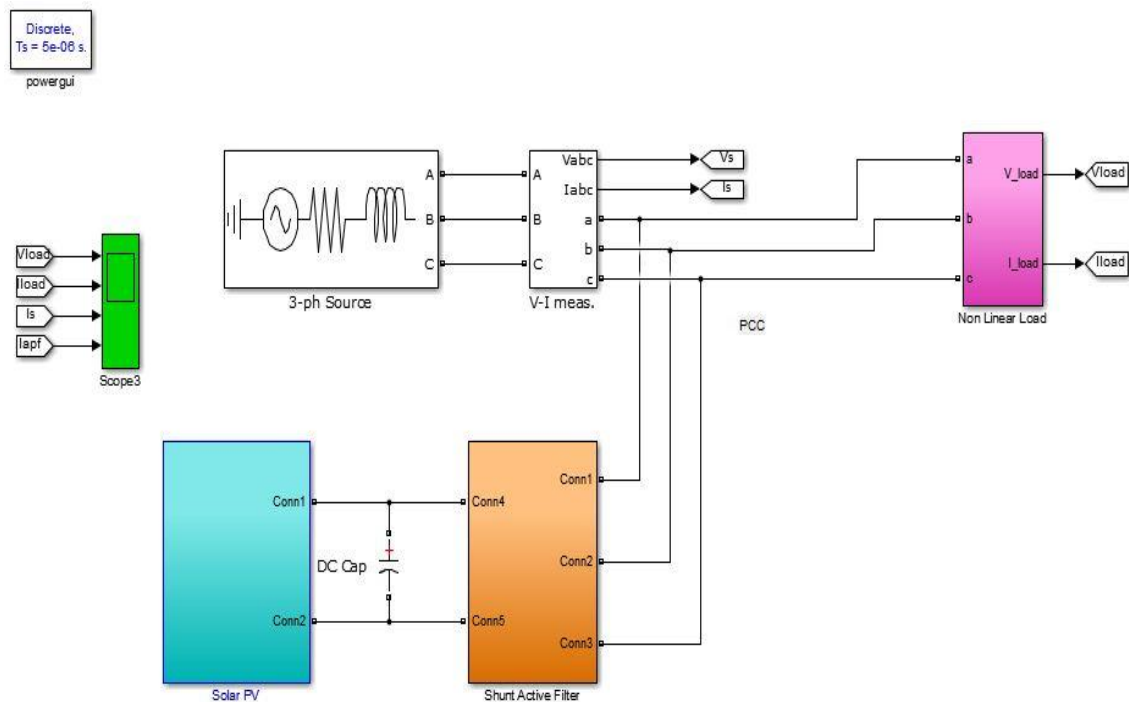 Discrete,
Ts = 5e-06 s.
powergui
A
B
C
3-ph Source
A
B
C
Vabc
Iabc
a
b
c
V-I meas.
Vs
Is
a
b
c
V_load
I_load
Non Linear Load
Vload
Iload
Vload
Iload
Is
Iapf
Scope3
PCC
Conn1
Conn2
Solar PV
DC Cap
Conn4
Conn5
Conn1
Conn2
Conn3
Shunt Active Filter